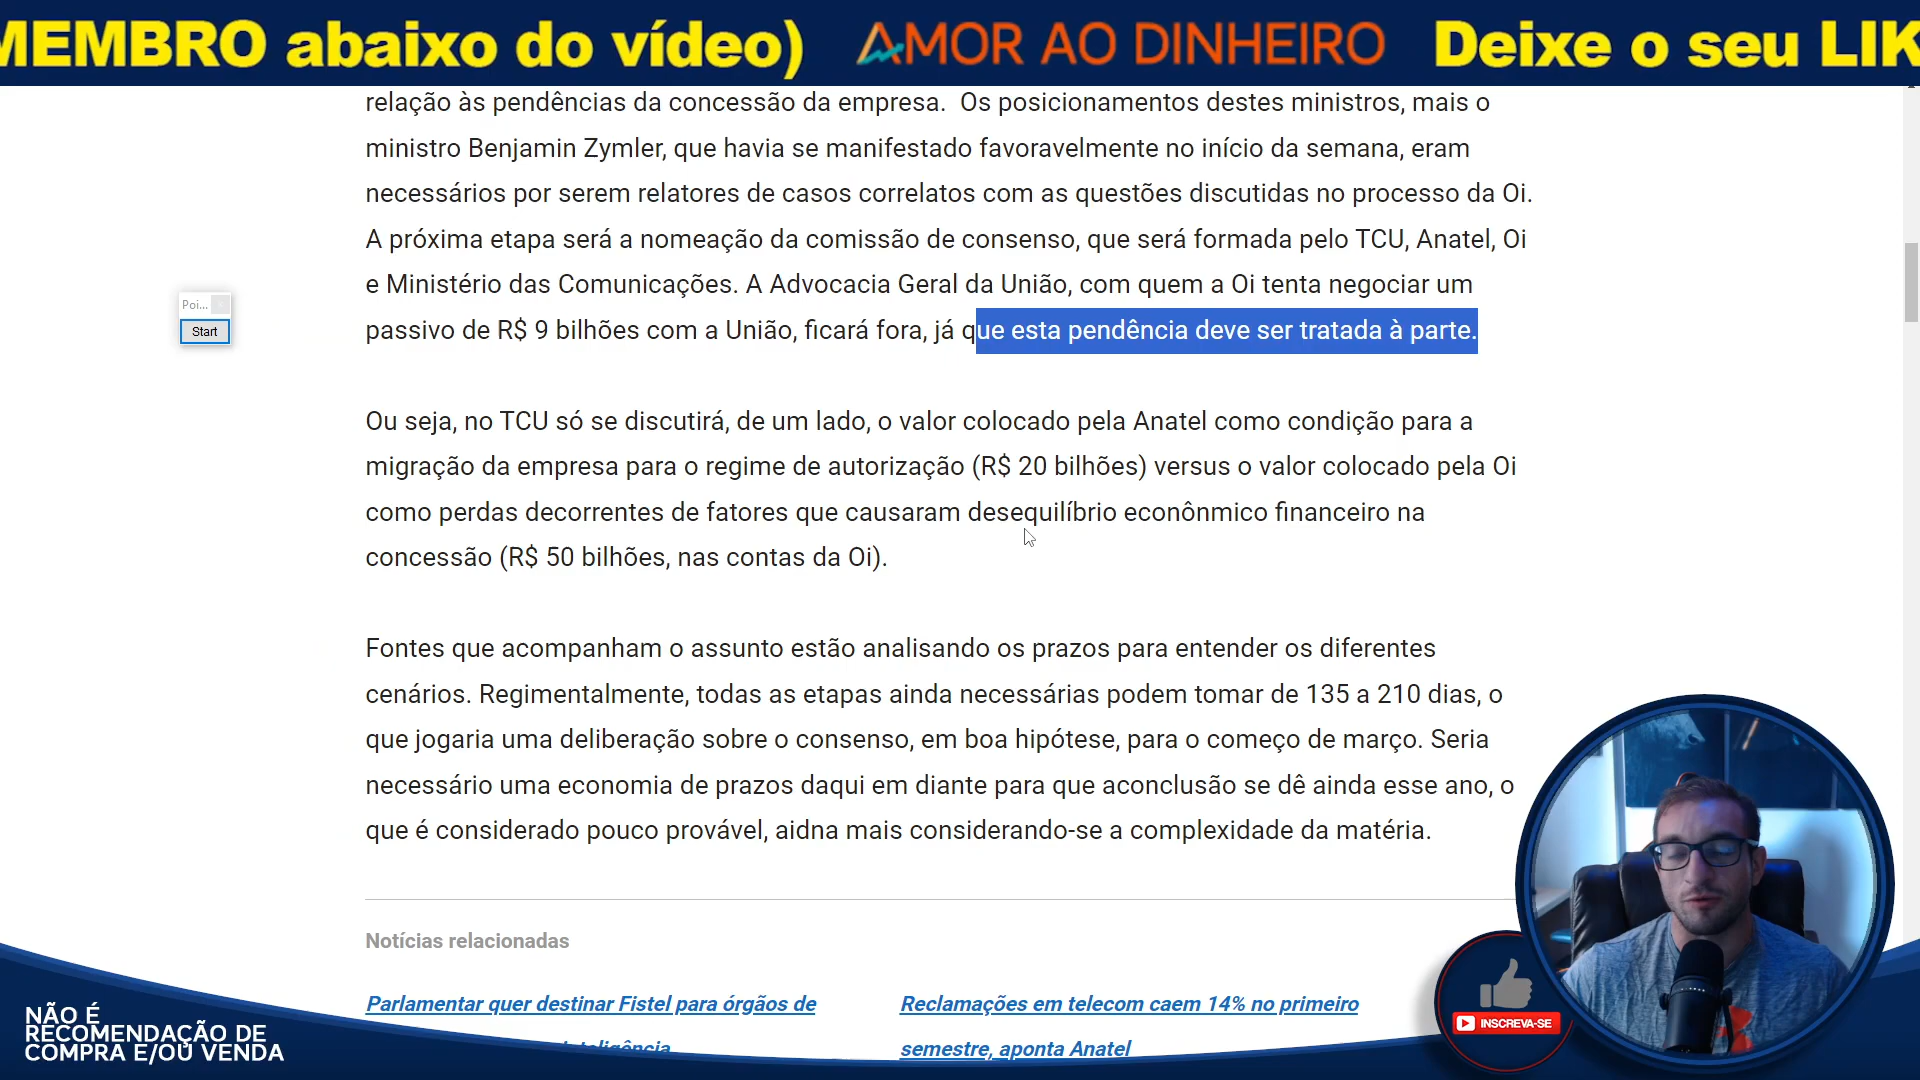 MEMBRO abaixo do vídeo) AMOR AO DINHEIRO Deixe o seu LIK
relação às pendências da concessão da empresa.  Os posicionamentos destes ministros, mais o
ministro Benjamin Zymler, que havia se manifestado favoravelmente no início da semana, eram
necessários por serem relatores de casos correlatos com as questões discutidas no processo da Oi.
A próxima etapa será a nomeação da comissão de consenso, que será formada pelo TCU, Anatel, Oi
e Ministério das Comunicações. A Advocacia Geral da União, com quem a Oi tenta negociar um
passivo de R$ 9 bilhões com a União, ficará fora, já que esta pendência deve ser tratada à parte.
Poi...
Start
Ou seja, no TCU só se discutirá, de um lado, o valor colocado pela Anatel como condição para a
migração da empresa para o regime de autorização (R$ 20 bilhões) versus o valor colocado pela Oi
como perdas decorrentes de fatores que causaram desequilíbrio econônmico financeiro na
concessão (R$ 50 bilhões, nas contas da Oi).
Fontes que acompanham o assunto estão analisando os prazos para entender os diferentes
cenários. Regimentalmente, todas as etapas ainda necessárias podem tomar de 135 a 210 dias, o
que jogaria uma deliberação sobre o consenso, em boa hipótese, para o começo de março. Seria
necessário uma economia de prazos daqui em diante para que aconclusão se dê ainda esse ano, o
que é considerado pouco provável, aidna mais considerando-se a complexidade da matéria.
Notícias relacionadas
Parlamentar quer destinar Fistel para órgãos de
Reclamações em telecom caem 14% no primeiro
semestre, aponta Anatel
INSCREVA-SE
NÃO É
RECOMENDAÇÃO DE
COMPRA E/OU VENDA